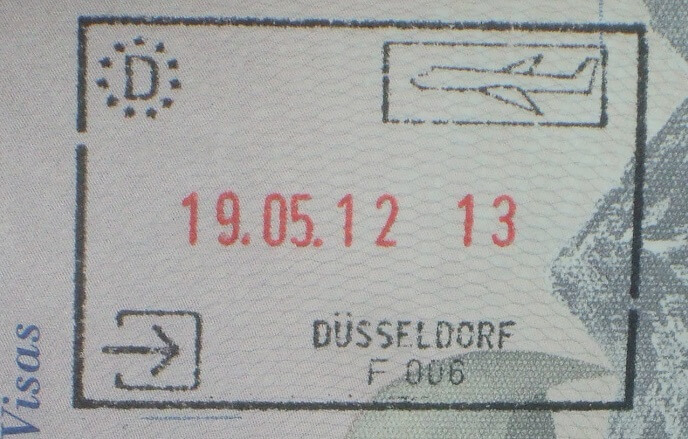 D
19.05.12 13
DÜSSELDORF
F 006
Visas